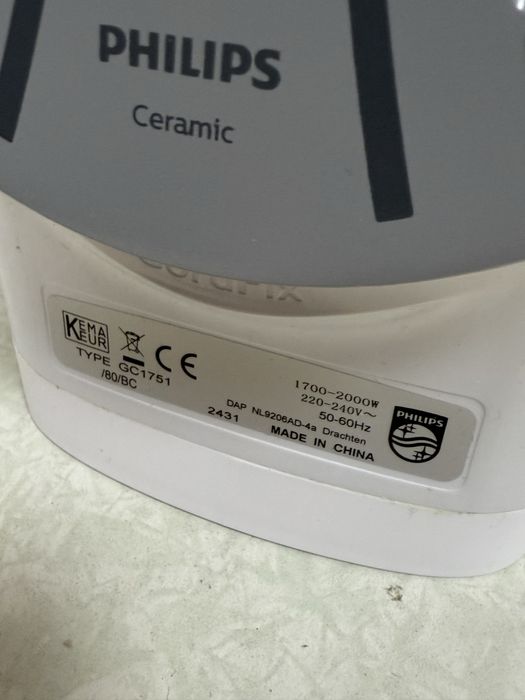 PHILIPS
Ceramic
KEMA
KEUR
CE
TYPE GC1751
/80/BC
1700-2000W
220-240V～
50-60Hz
DAP NL9206AD-4a Drachten
2431
MADE IN CHINA
PHILIPS